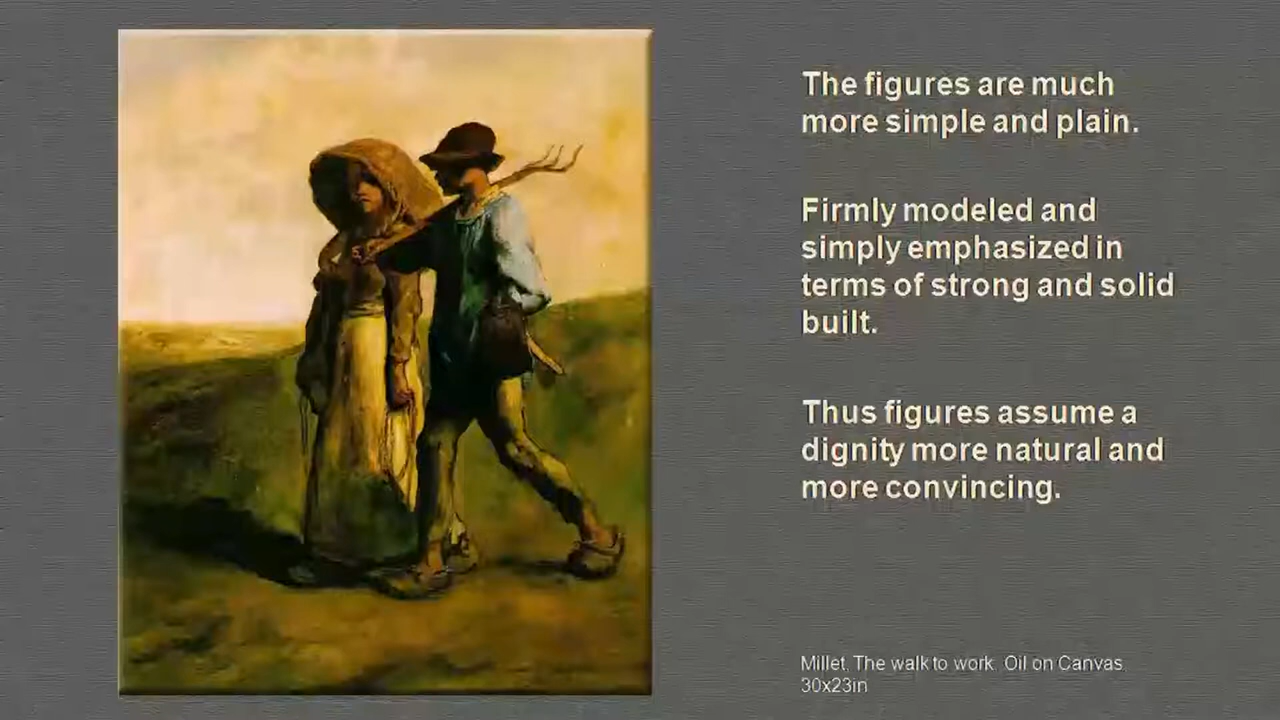 The figures are much
more simple and plain.
Firmly modeled and
simply emphasized in
terms of strong and solid
built.
Thus figures assume a
dignity more natural and
more convincing.
Millet. The walk to work. Oil on Canvas.
30x23in